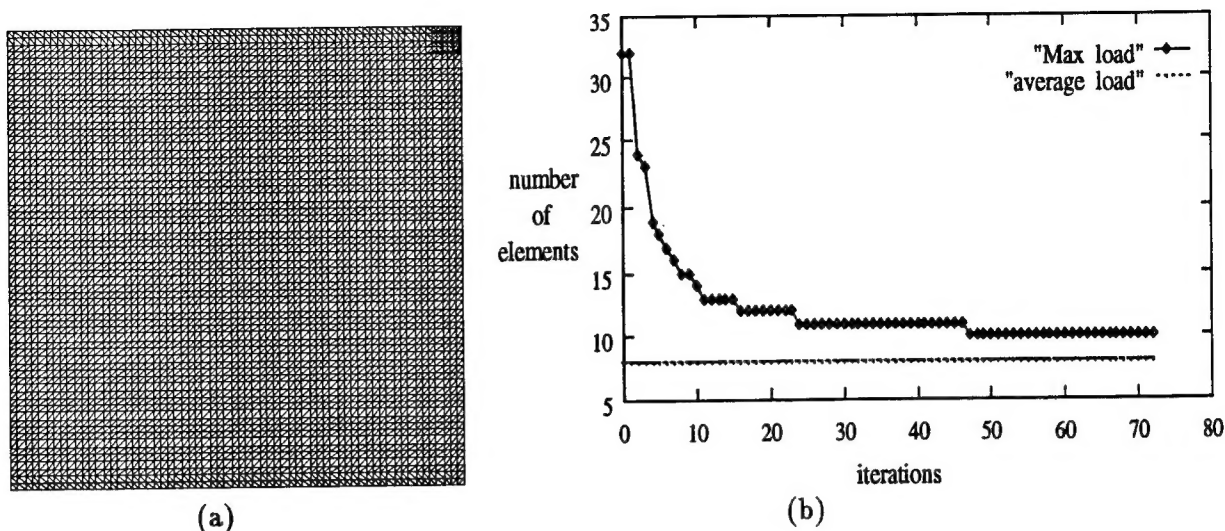 35
30
25
20
15
10
5
number
of
elements
"Max load"
"average load"
0 10 20 30 40 50 60 70 80
iterations
(a)
(b)